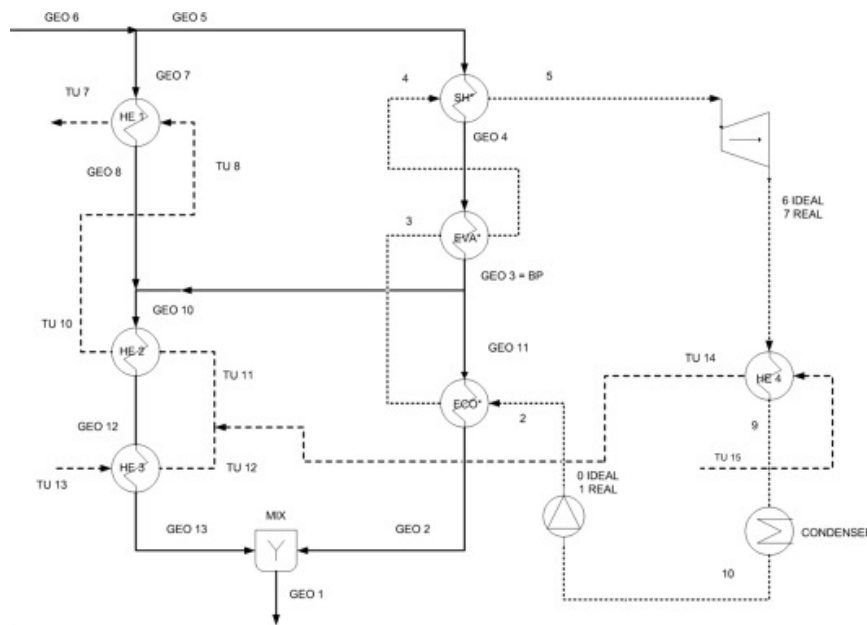 GEO 6
GEO 5
GEO 7
4
5
TU 7
HE 1
SH*
GEO 4
GEO 8
TU 8
6 IDEAL
7 REAL
3
EVA*
GEO 3 = BP
GEO 10
TU 10
GEO 11
TU 14
HE 2
HE 4
TU 11
ECO*
2
9
GEO 12
0 IDEAL
1 REAL
TU 15
HE 3
TU 12
TU 13
MIX
GEO 13
GEO 2
Y
CONDENSER
10
GEO 1